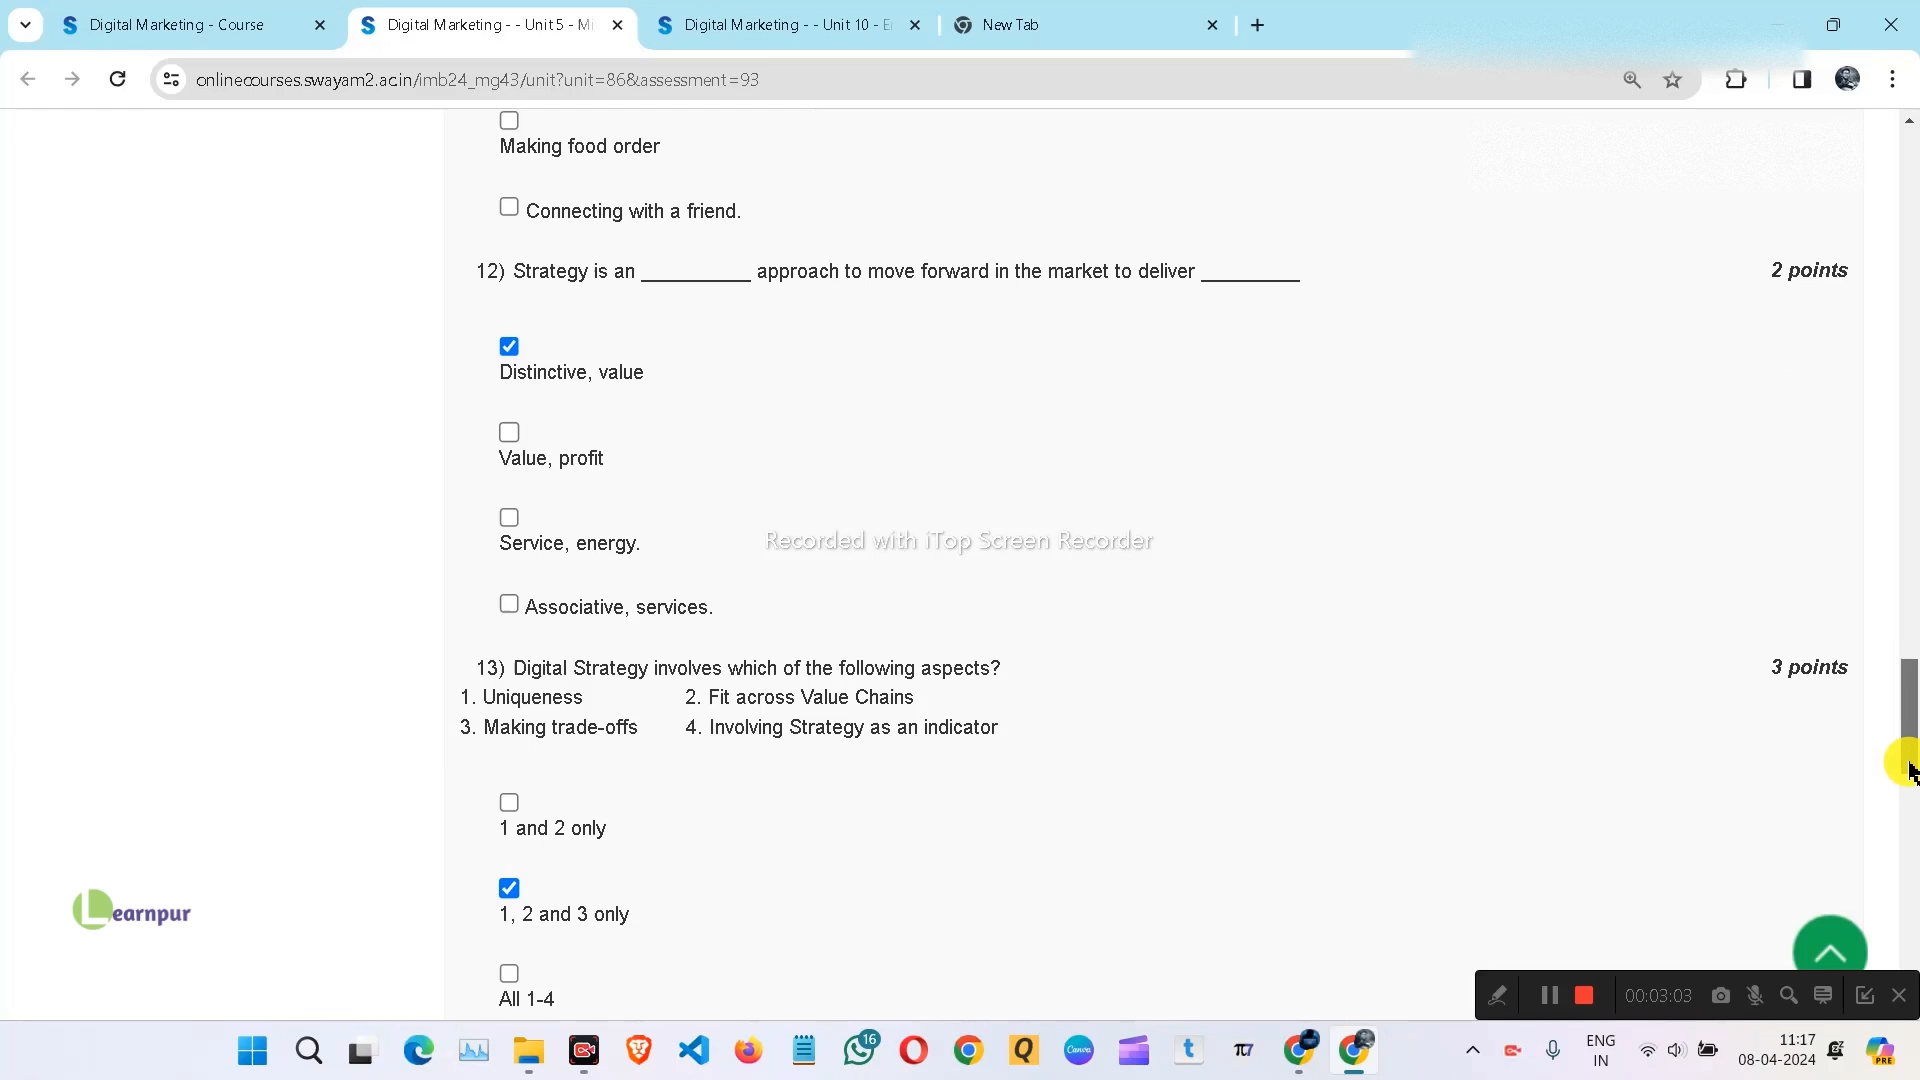 Digital Marketing - Course
Digital Marketing - - Unit 5 - Mi
Digital Marketing - - Unit 10 - E
New Tab
onlinecourses.swayam2.ac.in/imb24_mg43/unit?unit=86&assessment=93
Making food order
Connecting with a friend.
12) Strategy is an __________ approach to move forward in the market to deliver _________
2 points
Distinctive, value
Value, profit
Service, energy.
Recorded with iTop Screen Recorder
Associative, services.
13) Digital Strategy involves which of the following aspects?
3 points
1. Uniqueness 2. Fit across Value Chains
3. Making trade-offs 4. Involving Strategy as an indicator
1 and 2 only
1, 2 and 3 only
Learnpur
All 1-4
00:03:03
16
Q
Canva
t
ENG
IN
11:17
08-04-2024
PRE